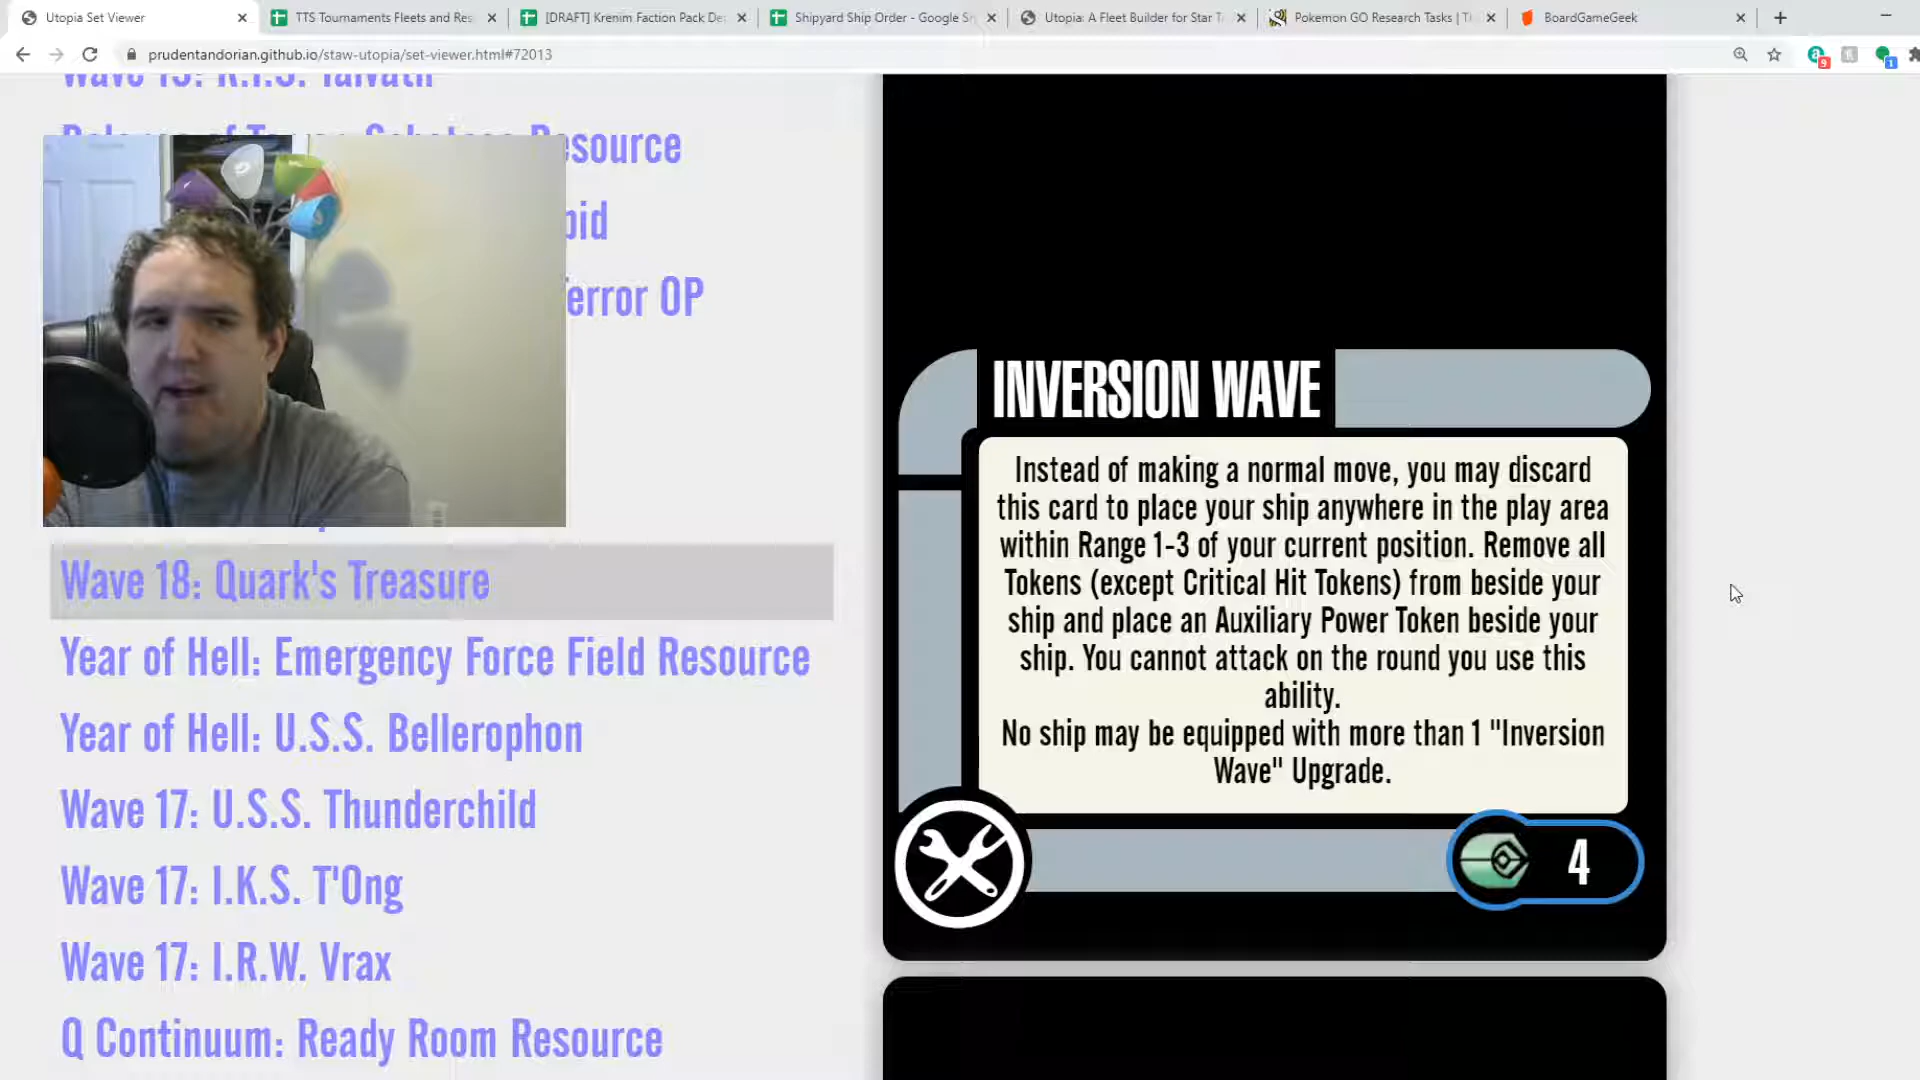 Utopia Set Viewer
TTS Tournaments Fleets and Res
[DRAFT] Krenim Faction Pack De
Shipyard Ship Order - Google Sh
Utopia: A Fleet Builder for Star T
Pokemon GO Research Tasks | T
BoardGameGeek
prudentandorian.github.io/staw-utopia/set-viewer.html#72013
9
1
esource
oid
error OP
Wave 18: Quark's Treasure
Year of Hell: Emergency Force Field Resource
Year of Hell: U.S.S. Bellerophon
Wave 17: U.S.S. Thunderchild
Wave 17: I.K.S. T'Ong
Wave 17: I.R.W. Vrax
Q Continuum: Ready Room Resource
INVERSION WAVE
Instead of making a normal move, you may discard
this card to place your ship anywhere in the play area
within Range 1-3 of your current position. Remove all
Tokens (except Critical Hit Tokens) from beside your
ship and place an Auxiliary Power Token beside your
ship. You cannot attack on the round you use this
ability.
No ship may be equipped with more than 1 "Inversion
Wave" Upgrade.
4